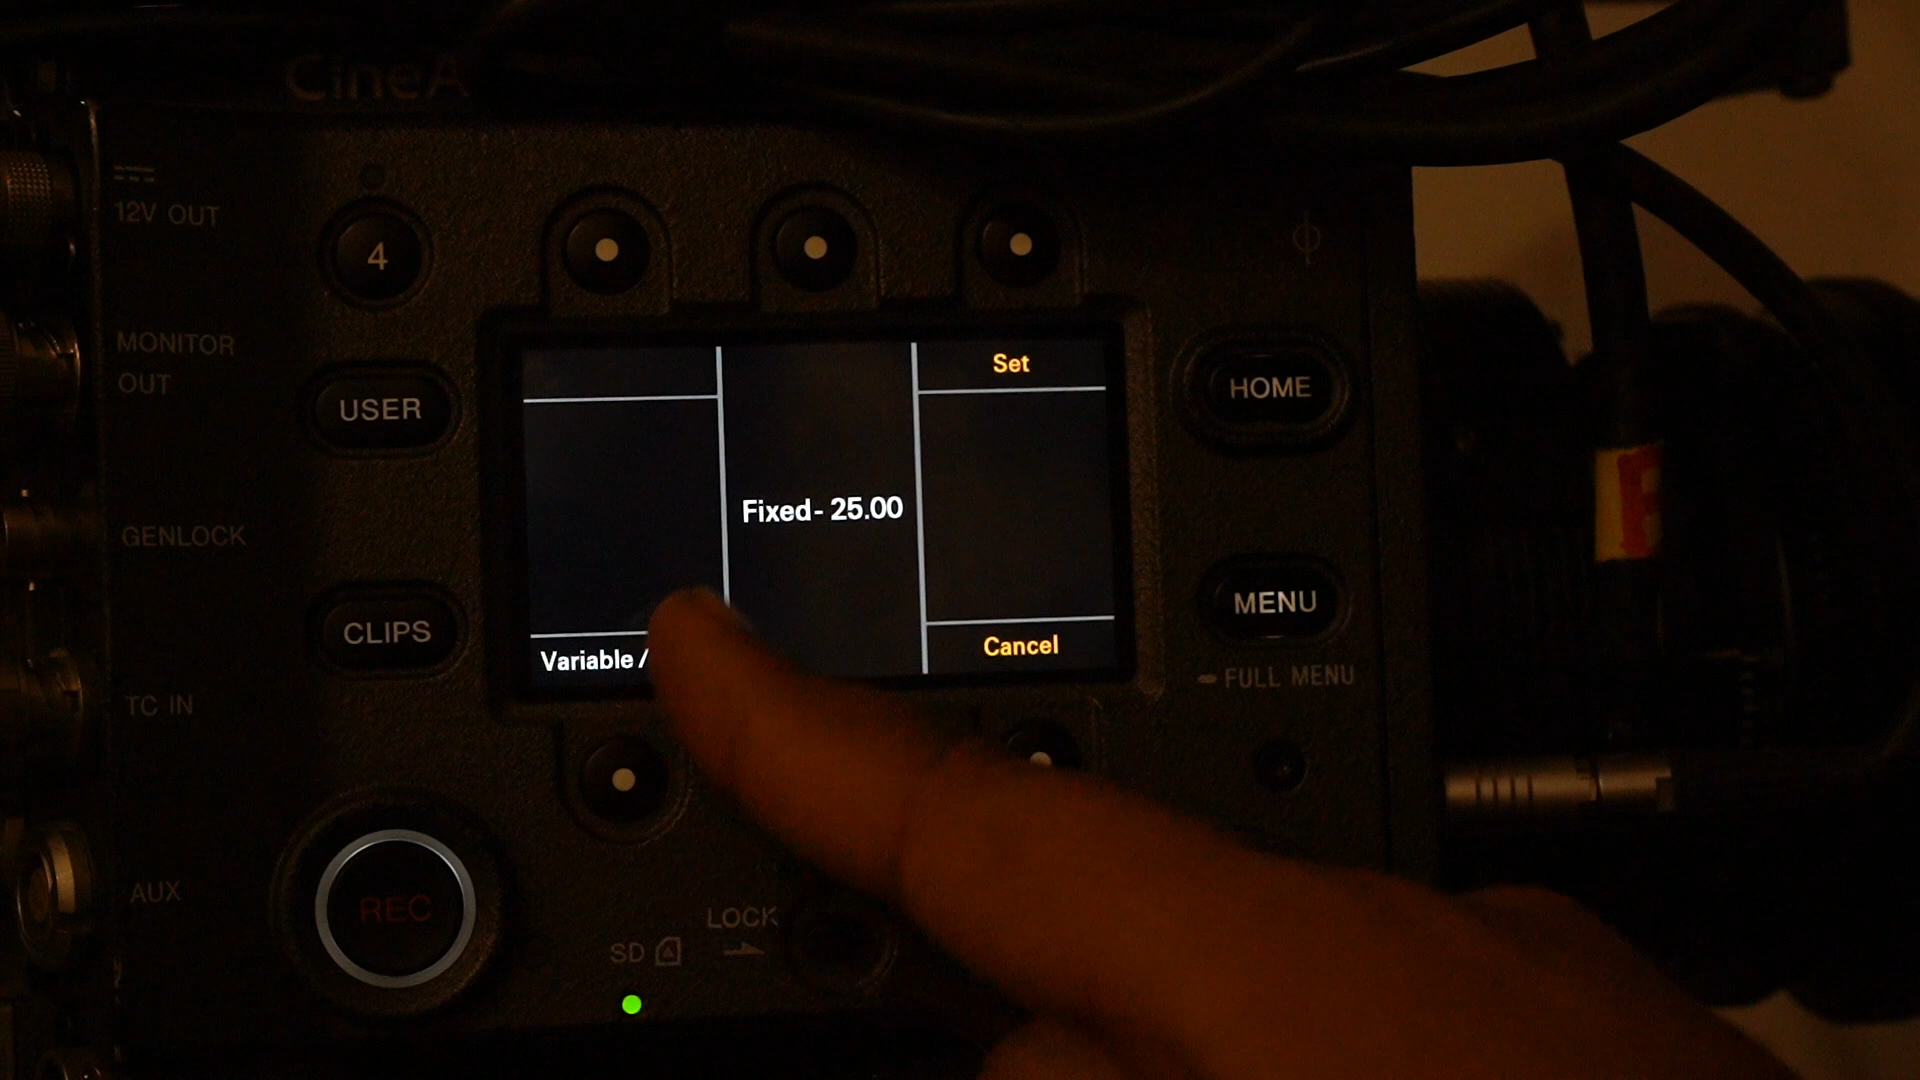 CineA
12V OUT
4
MONITOR
OUT
USER
HOME
Set
Fixed- 25.00
GENLOCK
CLIPS
MENU
Variable /
Cancel
FULL MENU
TC IN
AUX
REC
LOCK
SD